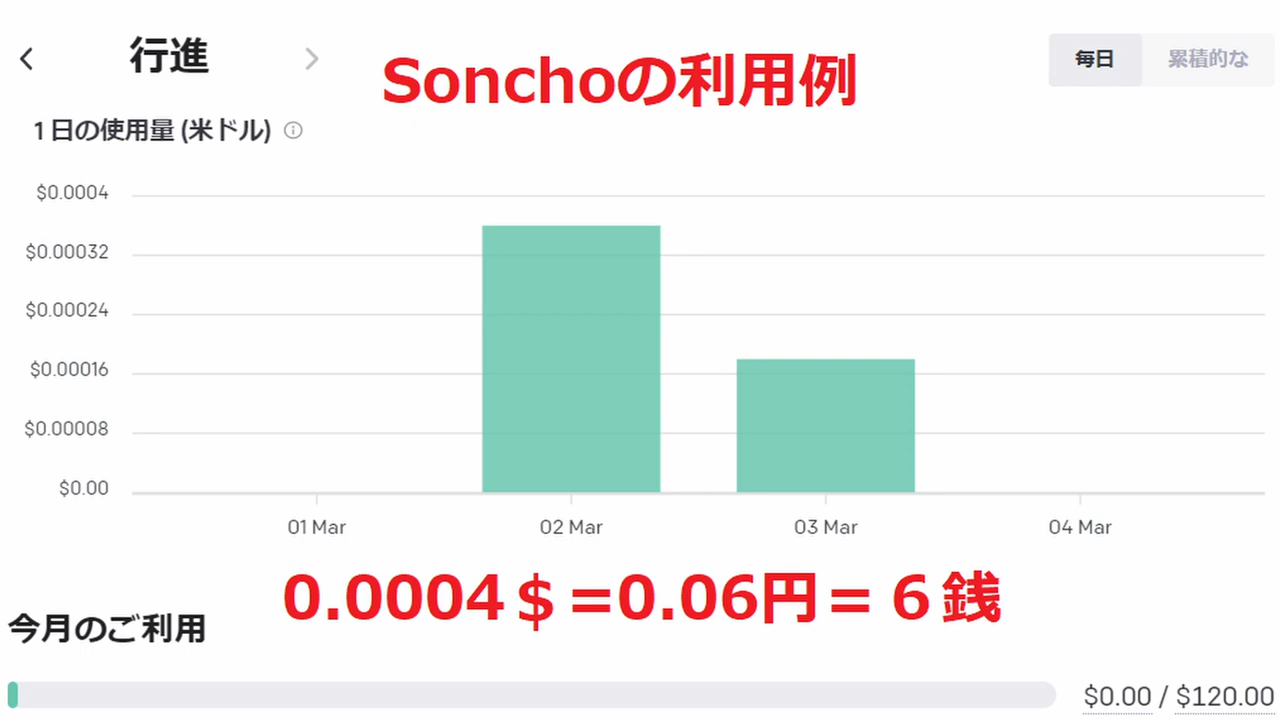 行進
Sonchoの利用例
毎日
累積的な
1日の使用量 (米ドル)
$0.0004
$0.00032
$0.00024
$0.00016
$0.00008
$0.00
01 Mar
02 Mar
03 Mar
04 Mar
0.0004$=0.06円=6銭
今月のご利用
$0.00 / $120.00